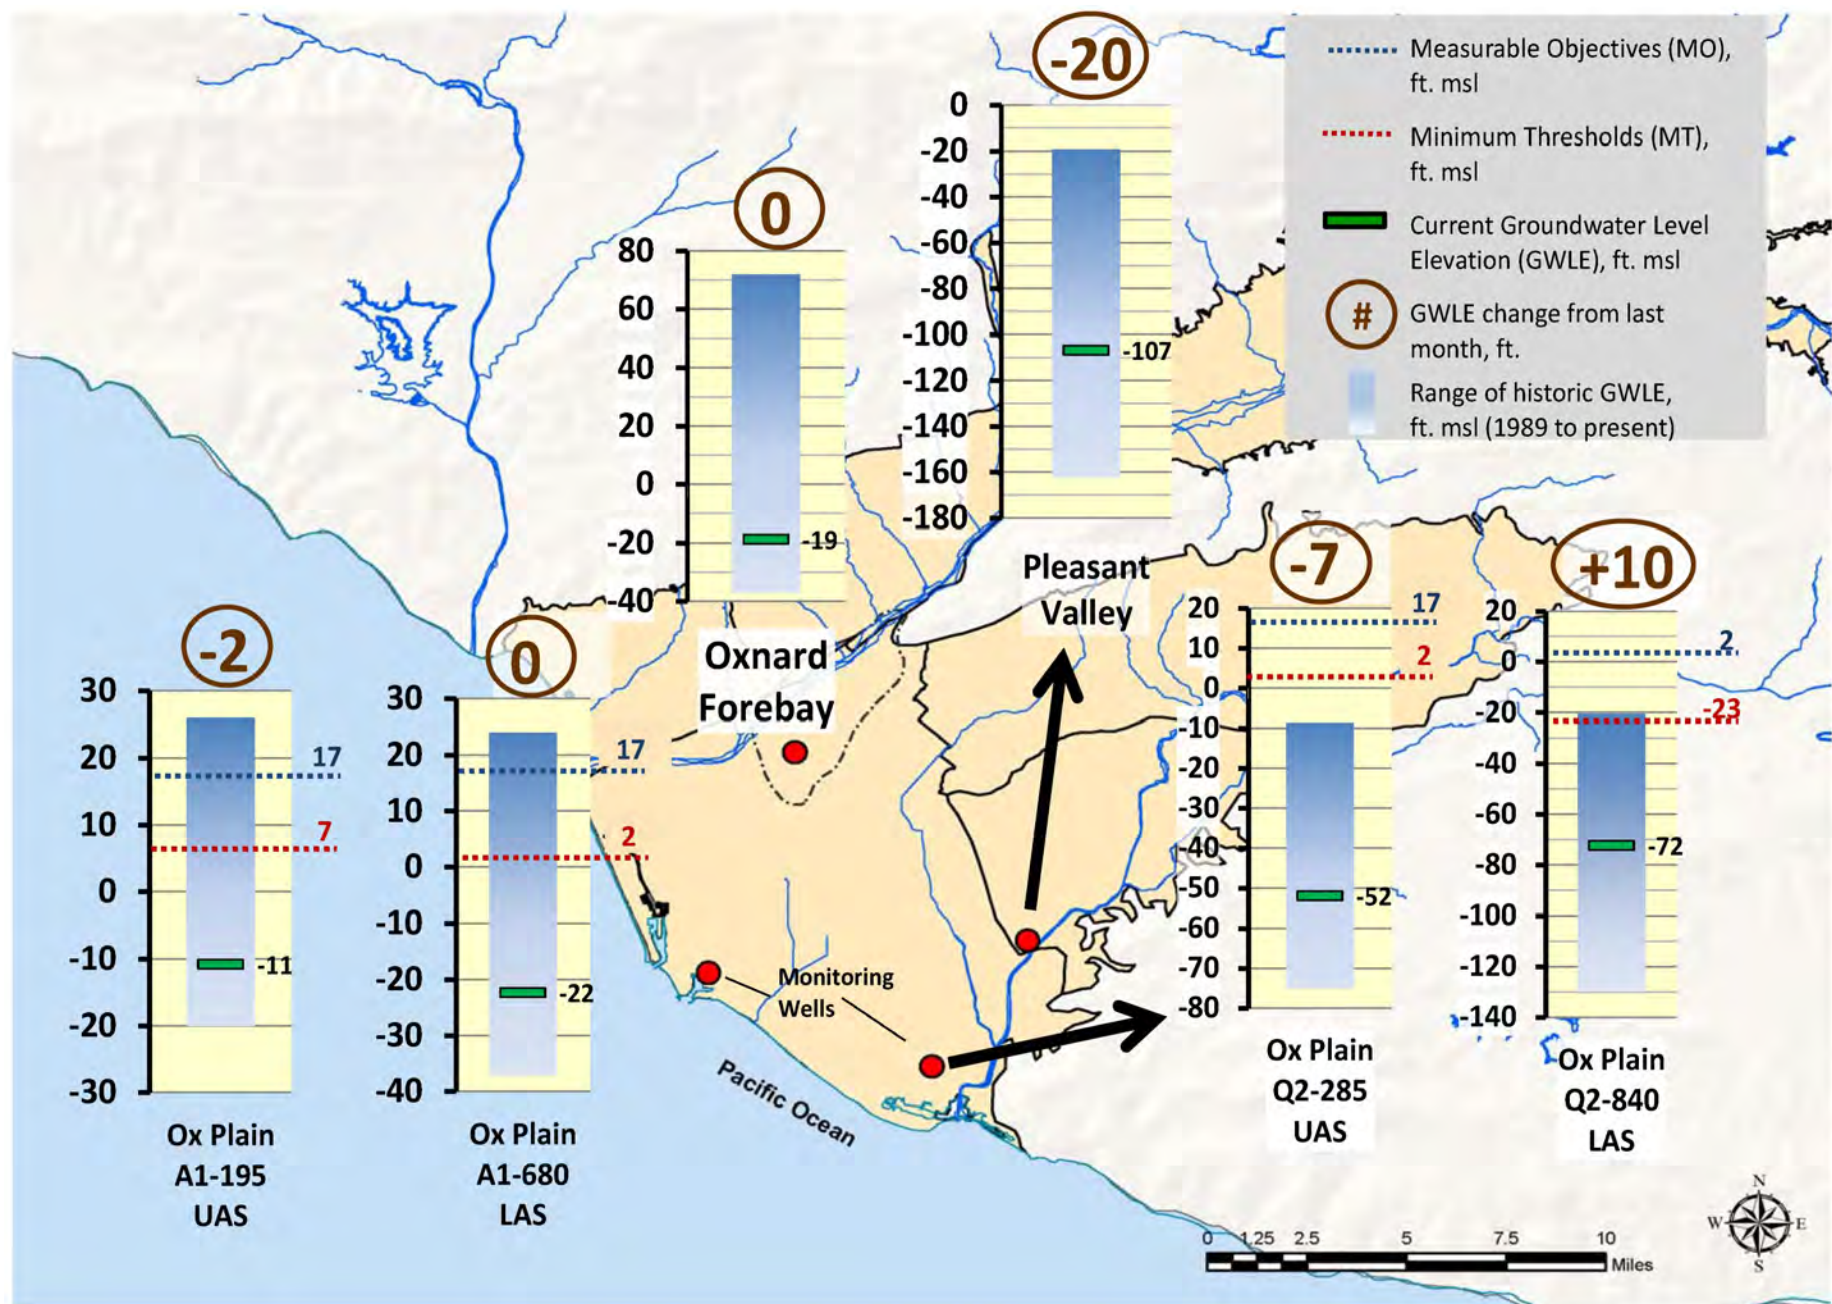 Measurable Objectives (MO),
ft. msl
Minimum Thresholds (MT),
ft. msl
Current Groundwater Level
Elevation (GWLE), ft. msl
#
GWLE change from last
month, ft.
Range of historic GWLE,
ft. msl (1989 to present)
-20
0
-20
-40
-60
-80
-100
-120
-140
-160
-180
-107
Pleasant
Valley
0
80
60
40
20
0
-20
-40
-19
Oxnard
Forebay
-2
30
20
10
0
-10
-20
-30
17
7
-11
Ox Plain
A1-195
UAS
0
30
20
10
0
-10
-20
-30
-40
17
2
-22
Ox Plain
A1-680
LAS
-7
20
10
0
-10
-20
-30
-40
-50
-60
-70
-80
17
2
-52
Ox Plain
Q2-285
UAS
+10
20
0
-20
-40
-60
-80
-100
-120
-140
2
-23
-72
Ox Plain
Q2-840
LAS
Monitoring
Wells
Pacific Ocean
N
W E
S
0 1.25 2.5 5 7.5 10
Miles